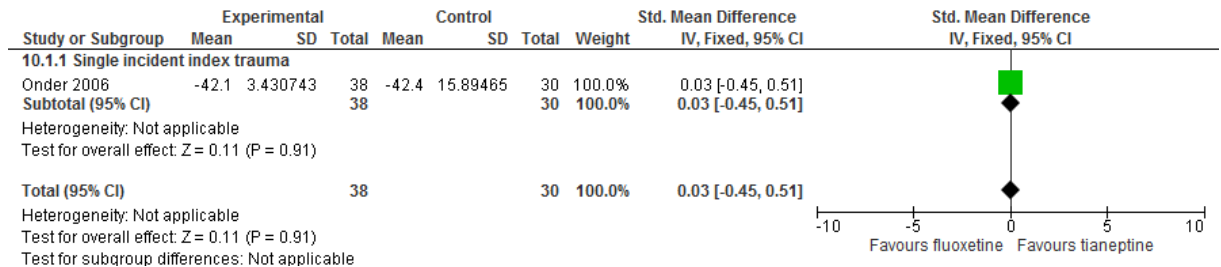 Experimental Control Std. Mean Difference Std. Mean Difference
Study or Subgroup Mean SD Total Mean SD Total Weight IV, Fixed, 95% CI IV, Fixed, 95% CI
10.1.1 Single incident index trauma
Onder 2006 -42.1 3.430743 38 -42.4 15.89465 30 100.0% 0.03 [-0.45, 0.51]
Subtotal (95% CI) 38 30 100.0% 0.03 [-0.45, 0.51]
Heterogeneity: Not applicable
Test for overall effect: Z = 0.11 (P = 0.91)
Total (95% CI) 38 30 100.0% 0.03 [-0.45, 0.51]
Heterogeneity: Not applicable
Test for overall effect: Z = 0.11 (P = 0.91)
Test for subgroup differences: Not applicable
-10 -5 0 5 10
Favours fluoxetine Favours tianeptine